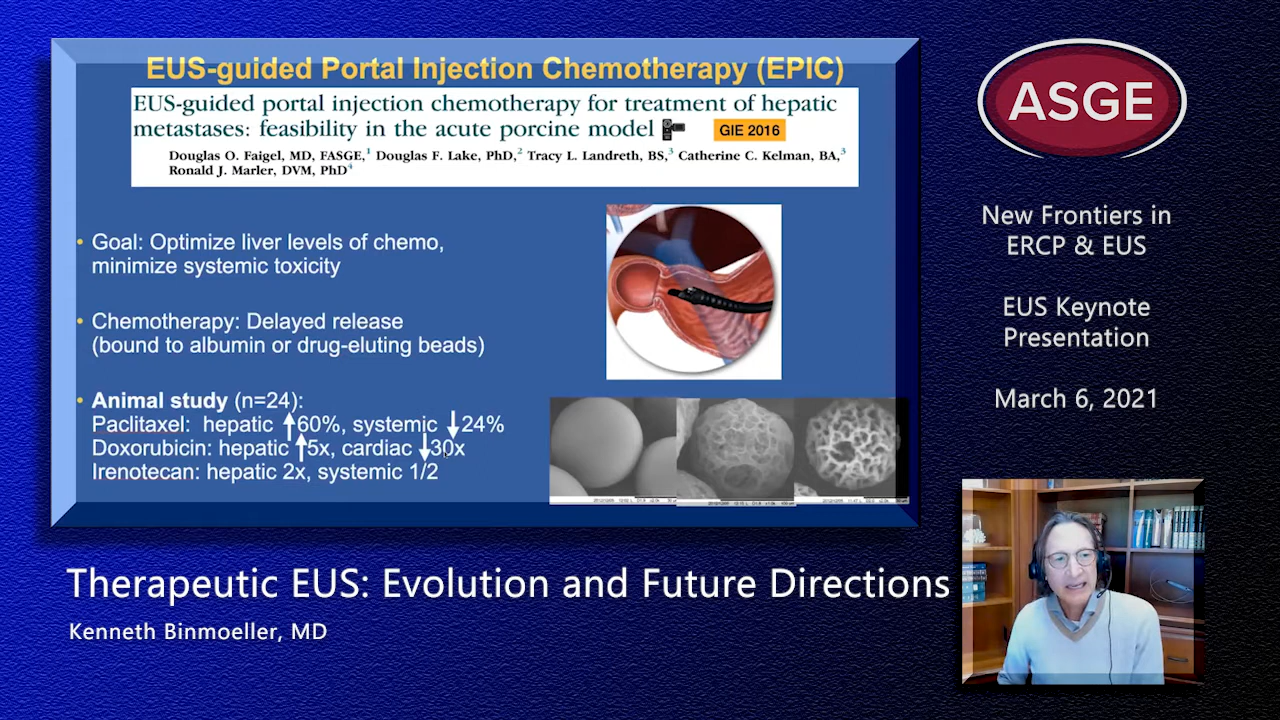 EUS-guided Portal Injection Chemotherapy (EPIC)
EUS-guided portal injection chemotherapy for treatment of hepatic
metastases: feasibility in the acute porcine model
GIE 2016
Douglas O. Faigel, MD, FASGE,1 Douglas F. Lake, PhD,2 Tracy L. Landreth, BS,3 Catherine C. Kelman, BA,3
Ronald J. Marler, DVM, PhD4
• Goal: Optimize liver levels of chemo,
minimize systemic toxicity
• Chemotherapy: Delayed release
(bound to albumin or drug-eluting beads)
• Animal study (n=24):
Paclitaxel: hepatic ↑60%, systemic ↓24%
Doxorubicin: hepatic ↑5x, cardiac ↓30x
Irenotecan: hepatic 2x, systemic 1/2
ASGE
New Frontiers in
ERCP & EUS
EUS Keynote
Presentation
March 6, 2021
Therapeutic EUS: Evolution and Future Directions
Kenneth Binmoeller, MD